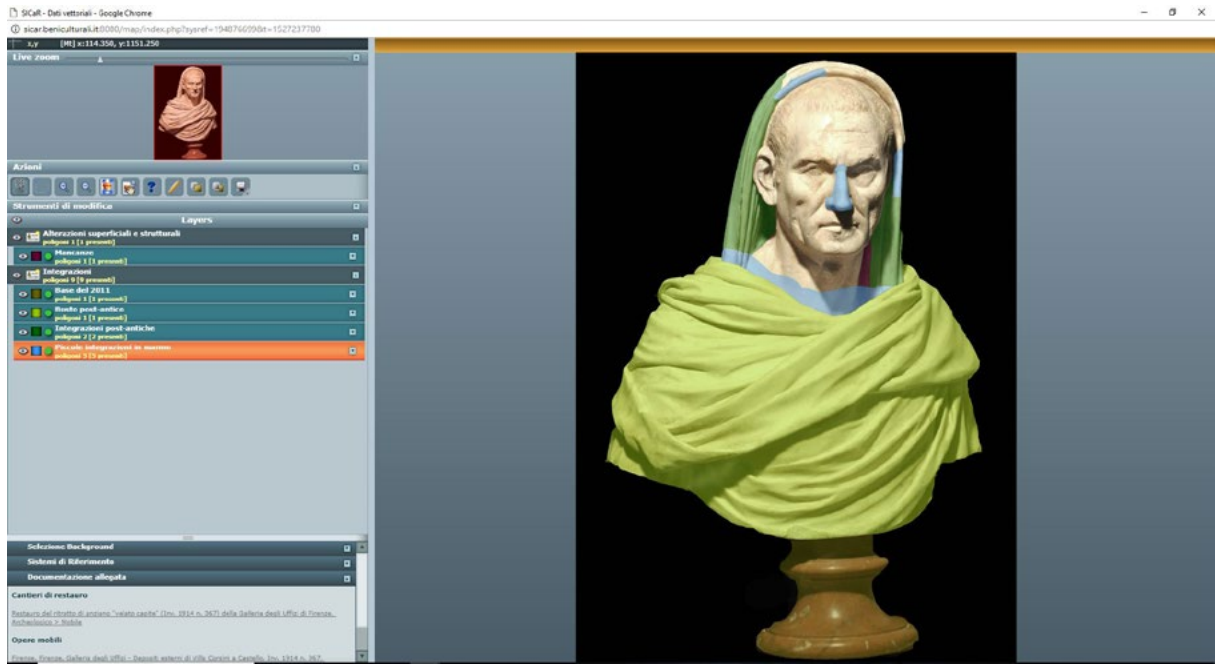 SICaR - Dati vettoriali - Google Chrome
sicar.beniculturali.it:8080/map/index.php?sysref=194076699&t=1527237780
x,y [Mt] x:114.350, y:1151.250
Live zoom
Azioni
Strumenti di modifica
Layers
Alterazioni superficiali e strutturali
poligoni 1 [1 presenti]
Mancanze
poligoni 1 [1 presenti]
Integrazioni
poligoni 9 [9 presenti]
Base del 2011
poligoni 1 [1 presenti]
Busto post-antico
poligoni 1 [1 presenti]
Integrazioni post-antiche
poligoni 2 [2 presenti]
Piccole integrazioni in marmo
poligoni 5 [5 presenti]
Selezione Background
Sistemi di Riferimento
Documentazione allegata
Cantieri di restauro
Restauro del ritratto di anziano "velato capite" (Inv. 1914 n. 367) della Galleria degli Uffizi di Firenze.
Archeologico > Mobile
Opere mobili
Firenze, Firenze, Galleria degli Uffizi - Depositi esterni di Villa Corsini a Castello, Inv. 1914 n. 367,